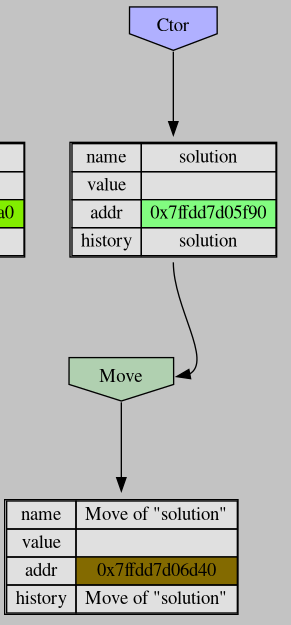 Ctor
name solution
value
a0 addr 0x7ffdd7d05f90
history solution
Move
name Move of "solution"
value
addr 0x7ffdd7d06d40
history Move of "solution"